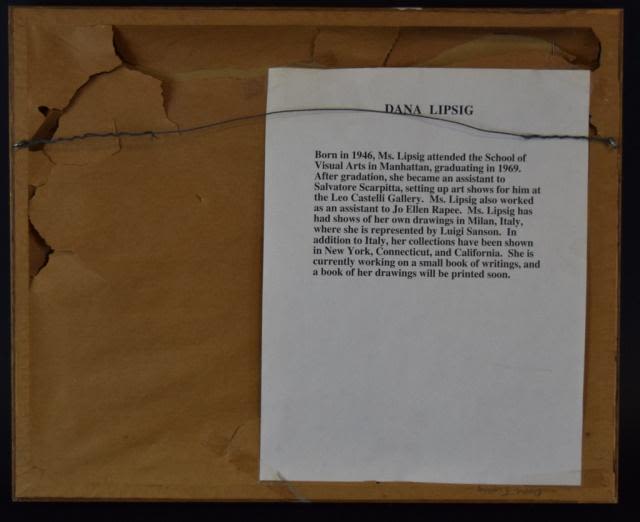 DANA LIPSIG
Born in 1946, Ms. Lipsig attended the School of
Visual Arts in Manhattan, graduating in 1969.
After gradation, she became an assistant to
Salvatore Scarpitta, setting up art shows for him at
the Leo Castelli Gallery. Ms. Lipsig also worked
as an assistant to Jo Ellen Rapee. Ms. Lipsig has
had shows of her own drawings in Milan, Italy,
where she is represented by Luigi Sanson. In
addition to Italy, her collections have been shown
in New York, Connecticut, and California. She is
currently working on a small book of writings, and
a book of her drawings will be printed soon.